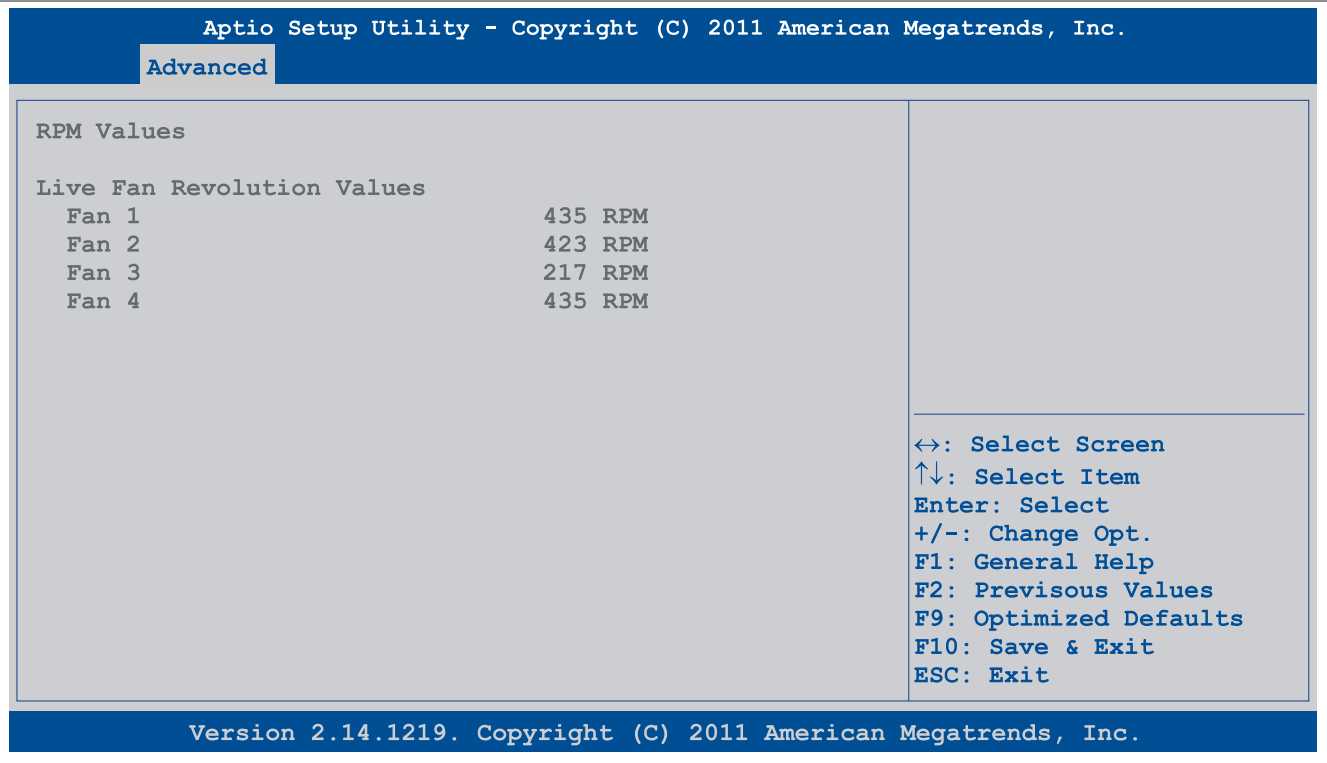 Aptio Setup Utility - Copyright (C) 2011 American Megatrends, Inc.
Advanced
RPM Values
Live Fan Revolution Values
Fan 1 435 RPM
Fan 2 423 RPM
Fan 3 217 RPM
Fan 4 435 RPM
↔: Select Screen
↑↓: Select Item
Enter: Select
+/-: Change Opt.
F1: General Help
F2: Previsous Values
F9: Optimized Defaults
F10: Save & Exit
ESC: Exit
Version 2.14.1219. Copyright (C) 2011 American Megatrends, Inc.